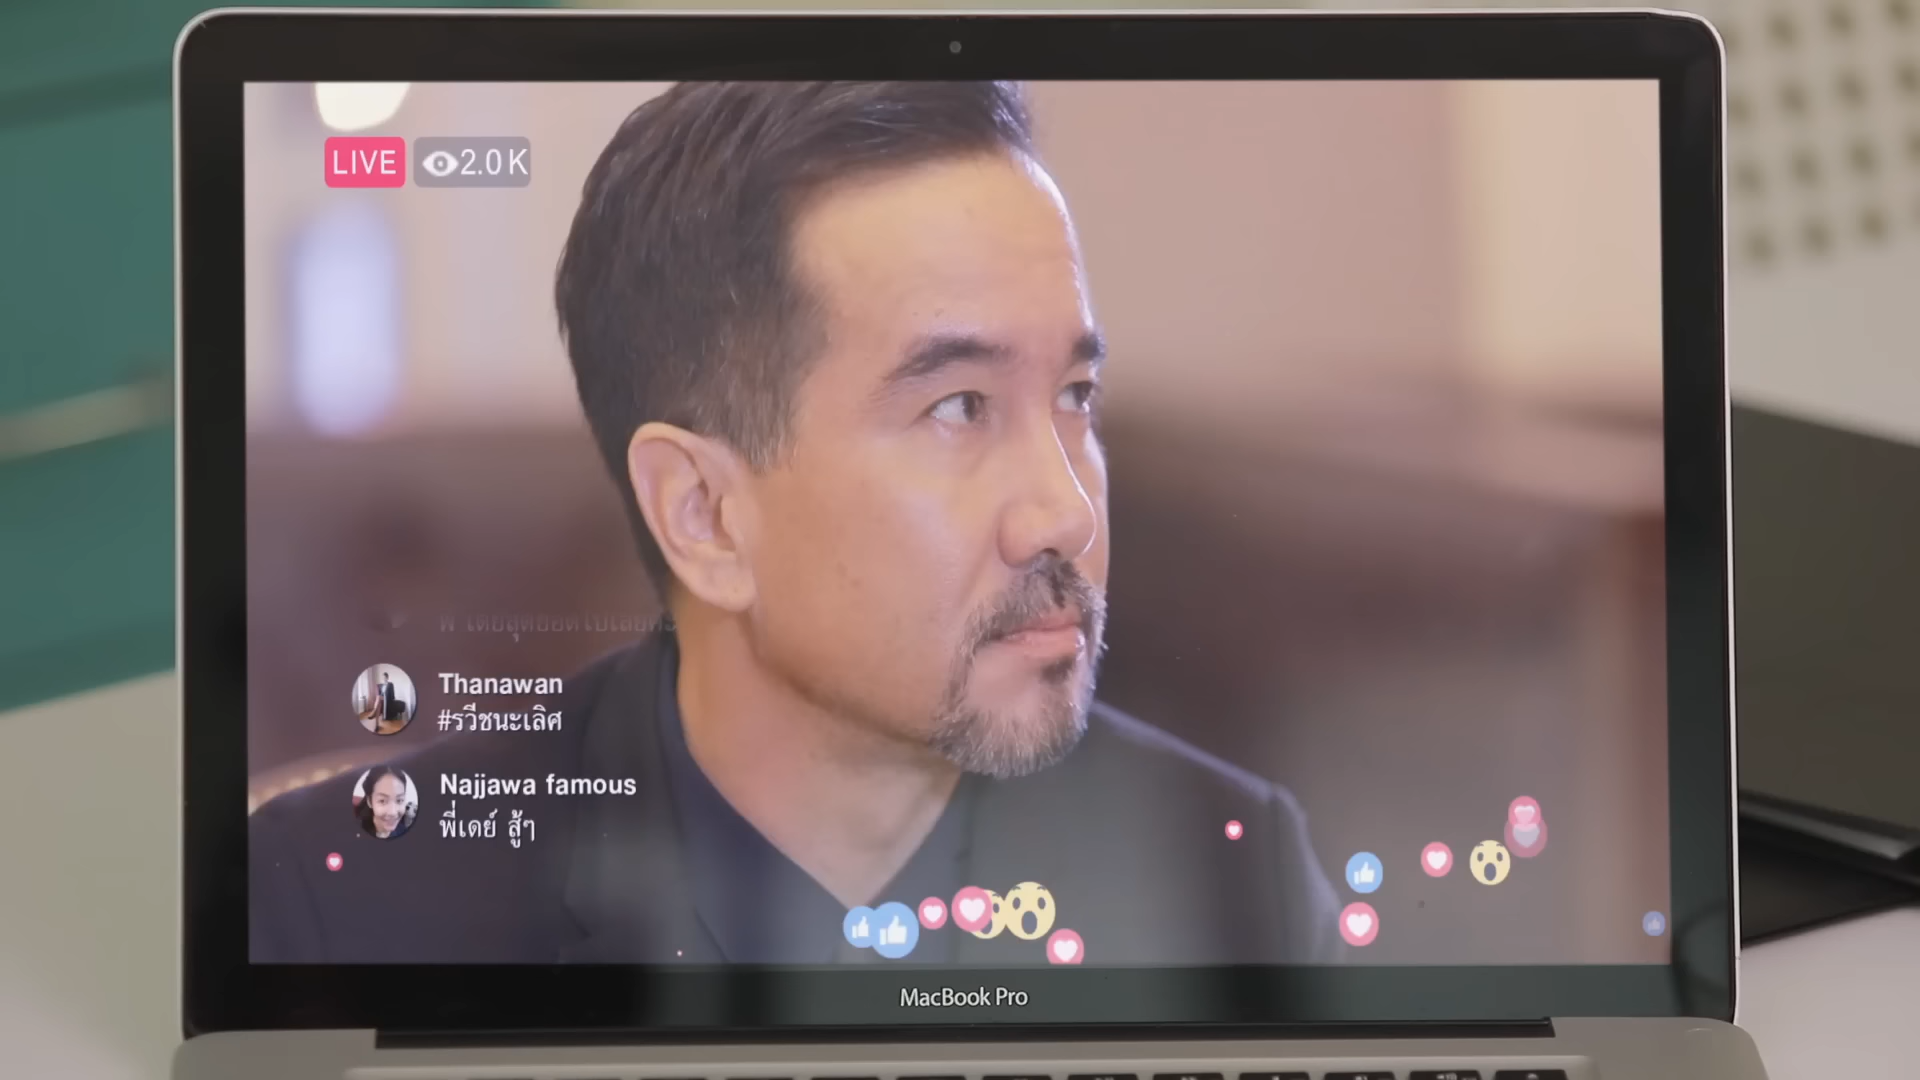 LIVE 2.0 K
Thanawan
#รวีชนะเลิศ
Najjawa famous
พี่เดย์ สู้ๆ
MacBook Pro